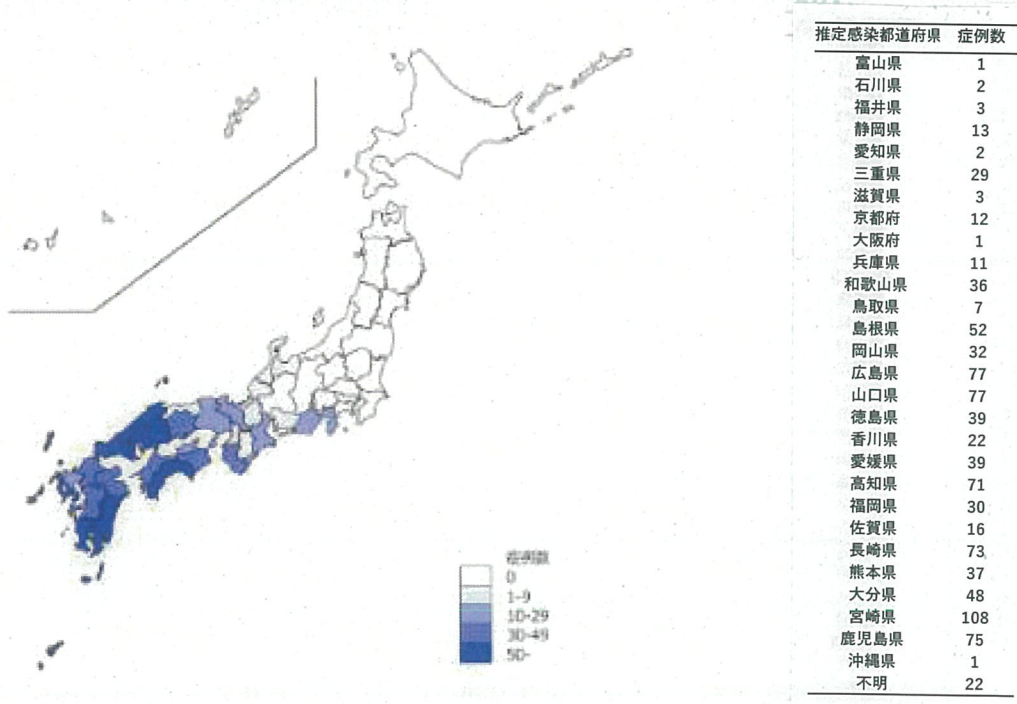 症例数
0
1-9
10-29
30-49
50-
推定感染都道府県 症例数
富山県 1
石川県 2
福井県 3
静岡県 13
愛知県 2
三重県 29
滋賀県 3
京都府 12
大阪府 1
兵庫県 11
和歌山県 36
鳥取県 7
島根県 52
岡山県 32
広島県 77
山口県 77
徳島県 39
香川県 22
愛媛県 39
高知県 71
福岡県 30
佐賀県 16
長崎県 73
熊本県 37
大分県 48
宮崎県 108
鹿児島県 75
沖縄県 1
不明 22